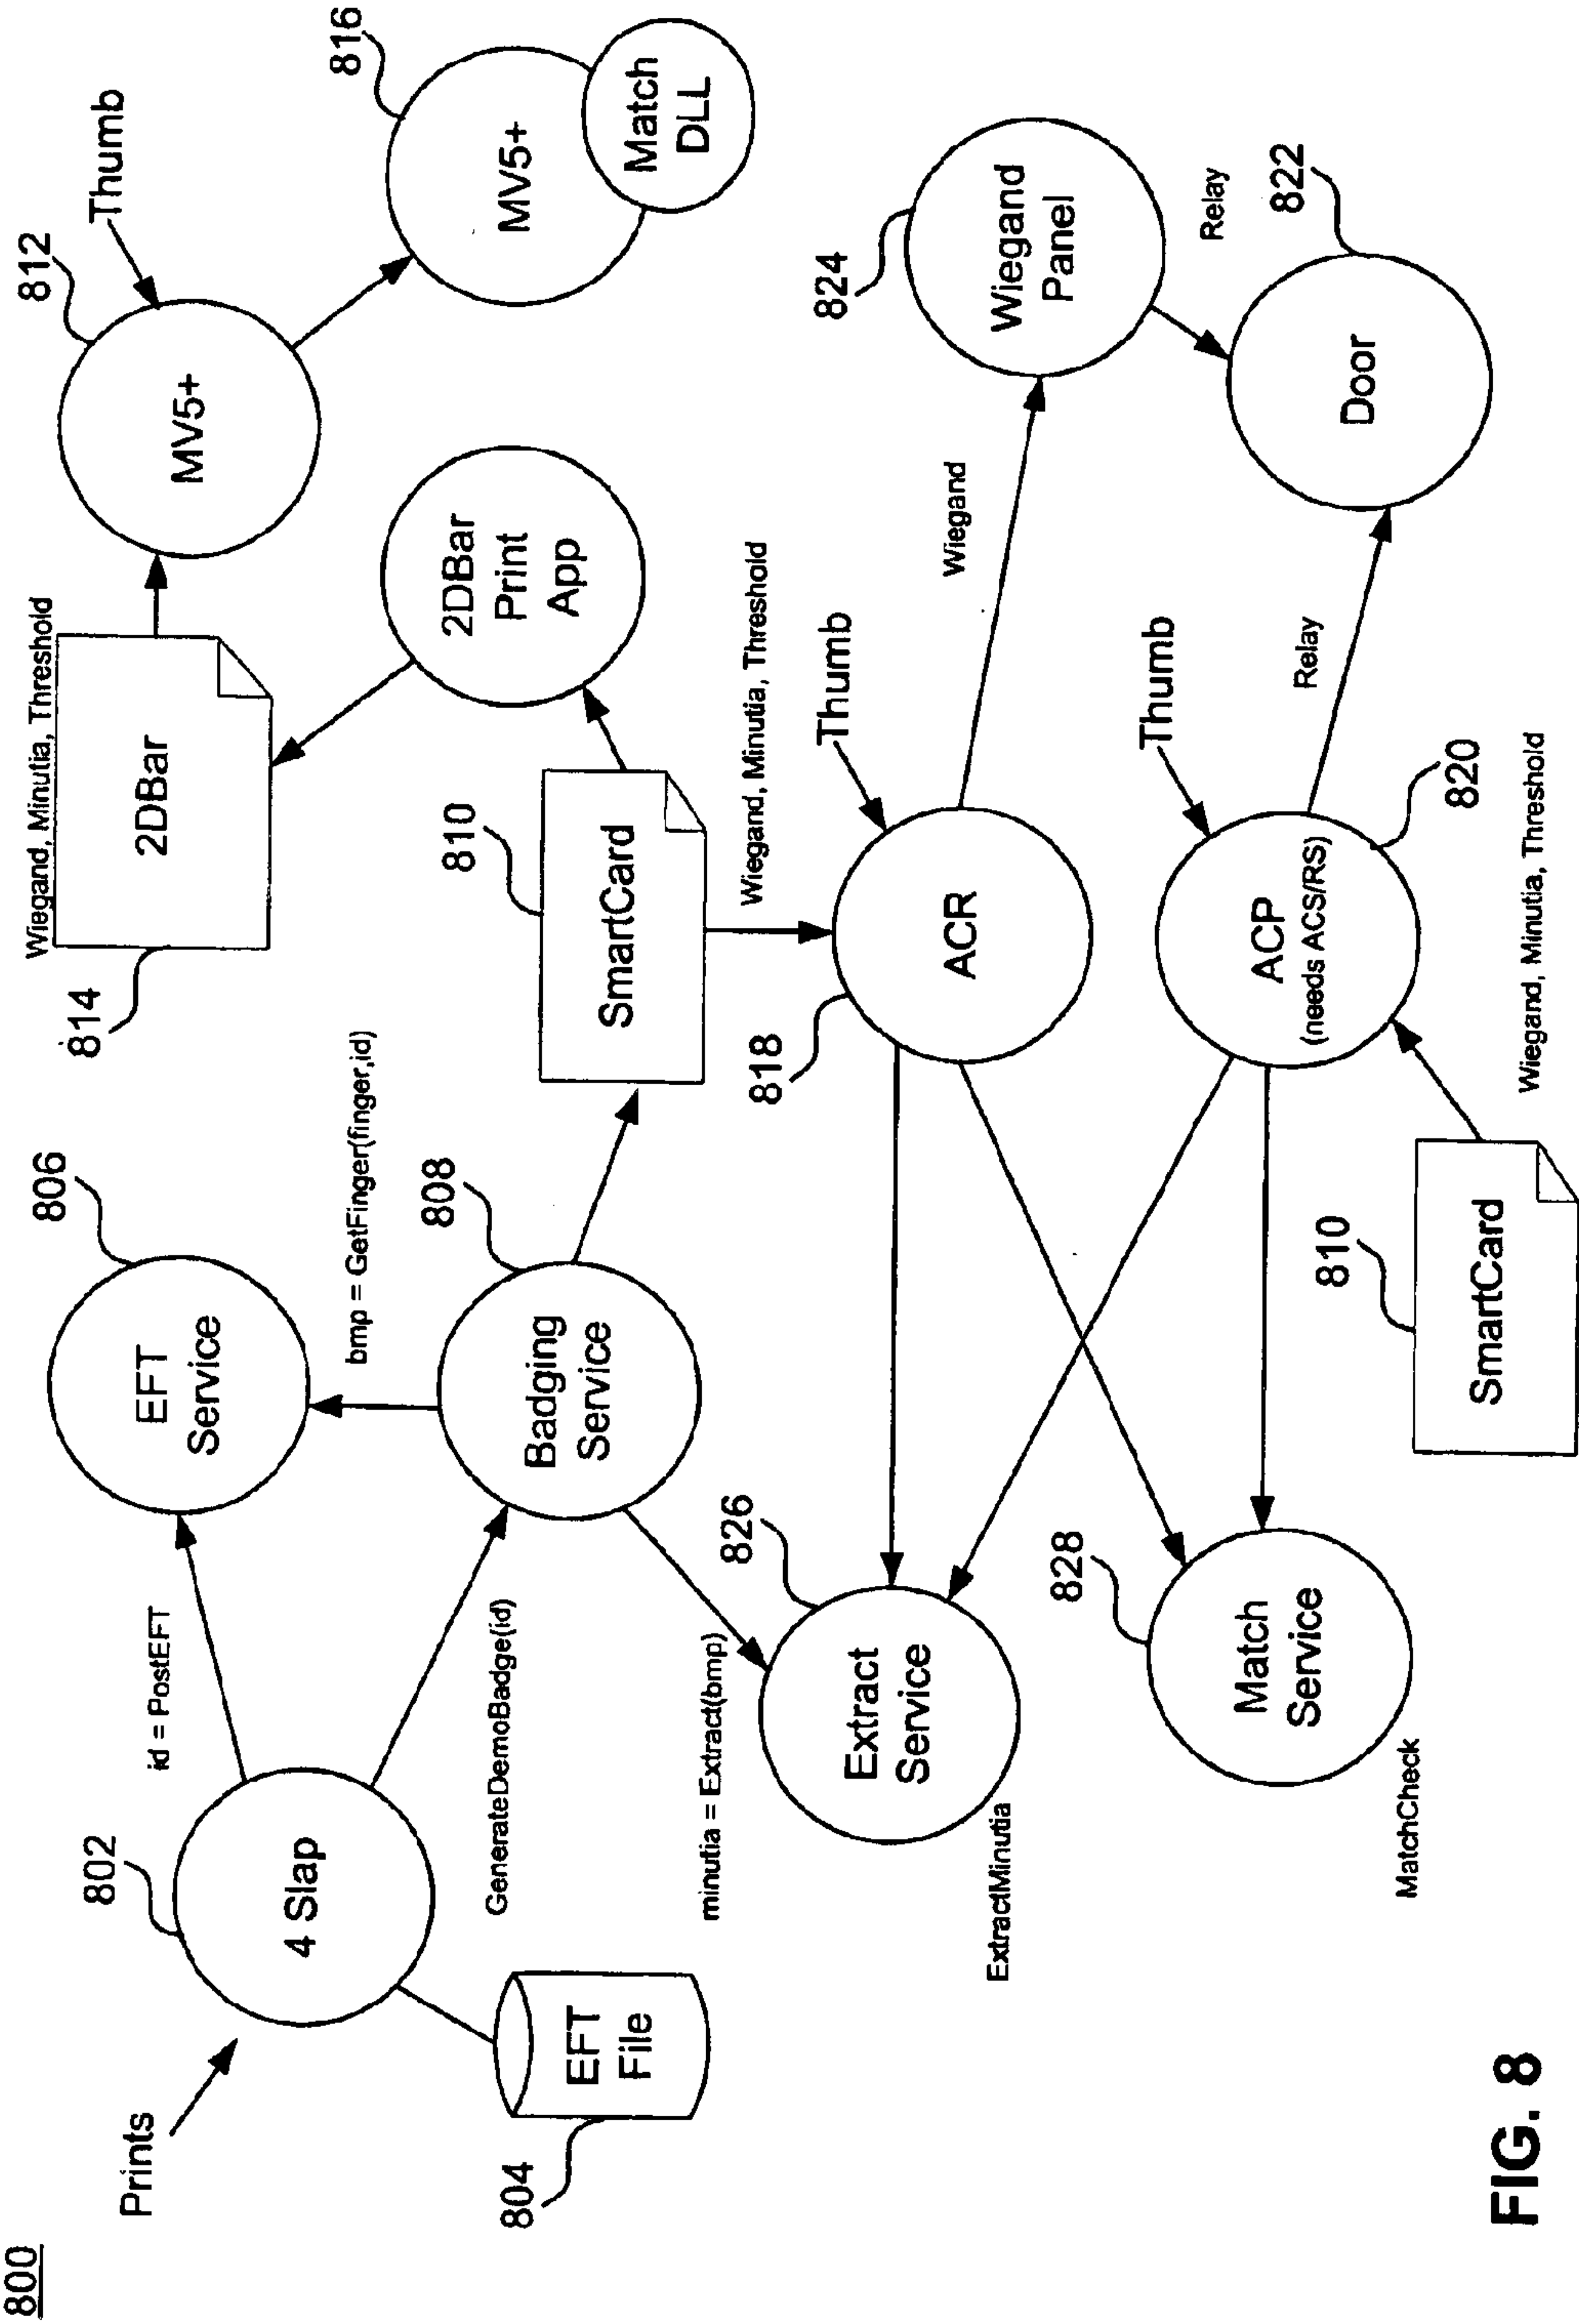 800
Prints
802
4 Slap
804
EFT
File
id = PostEFT
GenerateDemoBadge(id)
806
EFT
Service
bmp = GetFinger(finger,id)
808
Badging
Service
minutia = Extract(bmp)
814
Wiegand, Minutia, Threshold
2DBar
812
MV5+
Thumb
816
MV5+
Match
DLL
2DBar
Print
App
810
SmartCard
Wiegand, Minutia, Threshold
826
Extract
Service
ExtractMinutia
818
ACR
Thumb
Wiegand
824
Wiegand
Panel
Relay
822
Door
828
Match
Service
MatchCheck
ACP
(needs ACS/RS)
820
Thumb
Relay
810
SmartCard
Wiegand, Minutia, Threshold
FIG. 8